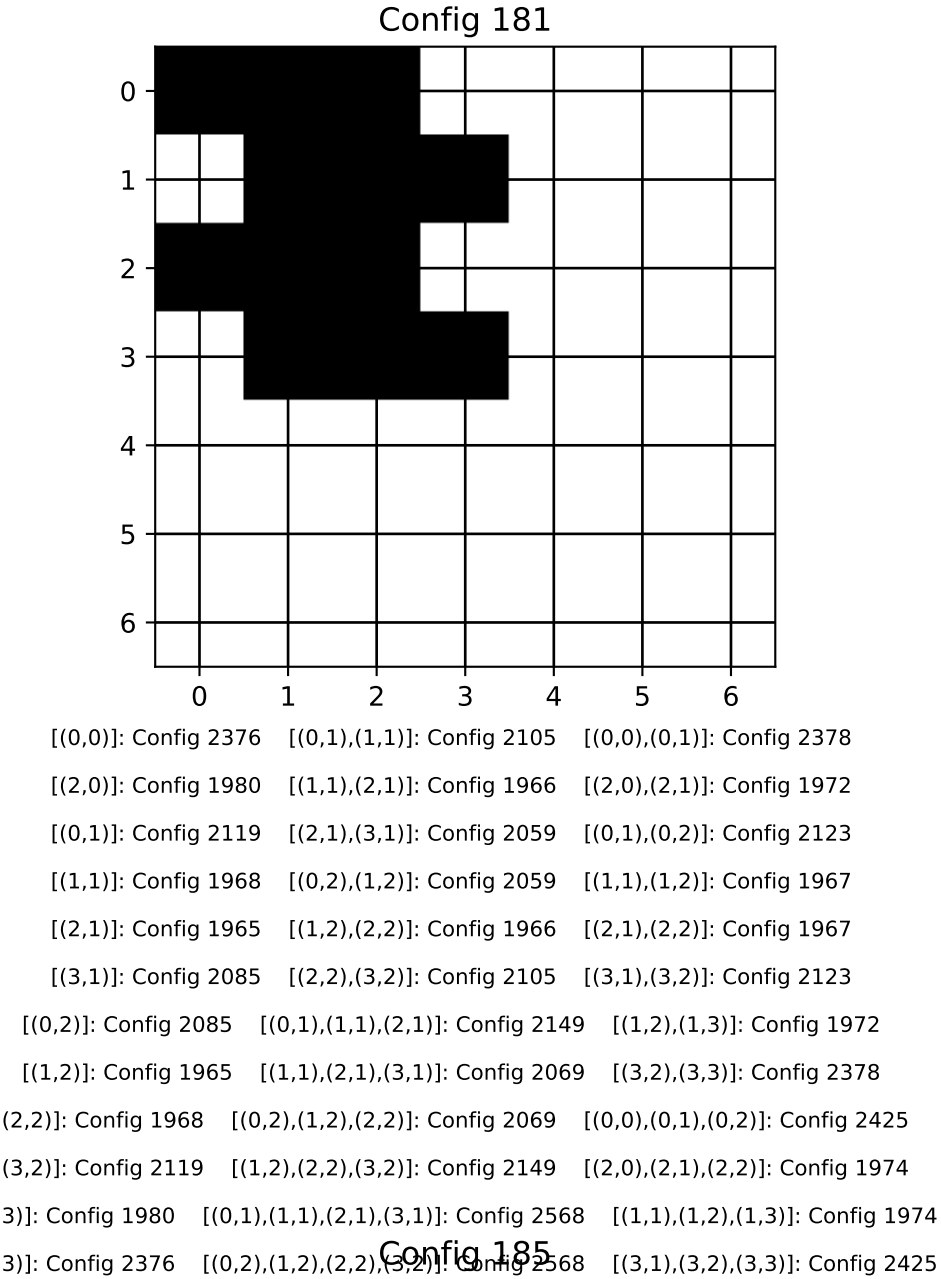 Config 181
0
1
2
3
4
5
6
0 1 2 3 4 5 6
[(0,0)]: Config 2376 [(0,1),(1,1)]: Config 2105 [(0,0),(0,1)]: Config 2378
[(2,0)]: Config 1980 [(1,1),(2,1)]: Config 1966 [(2,0),(2,1)]: Config 1972
[(0,1)]: Config 2119 [(2,1),(3,1)]: Config 2059 [(0,1),(0,2)]: Config 2123
[(1,1)]: Config 1968 [(0,2),(1,2)]: Config 2059 [(1,1),(1,2)]: Config 1967
[(2,1)]: Config 1965 [(1,2),(2,2)]: Config 1966 [(2,1),(2,2)]: Config 1967
[(3,1)]: Config 2085 [(2,2),(3,2)]: Config 2105 [(3,1),(3,2)]: Config 2123
[(0,2)]: Config 2085 [(0,1),(1,1),(2,1)]: Config 2149 [(1,2),(1,3)]: Config 1972
[(1,2)]: Config 1965 [(1,1),(2,1),(3,1)]: Config 2069 [(3,2),(3,3)]: Config 2378
(2,2)]: Config 1968 [(0,2),(1,2),(2,2)]: Config 2069 [(0,0),(0,1),(0,2)]: Config 2425
(3,2)]: Config 2119 [(1,2),(2,2),(3,2)]: Config 2149 [(2,0),(2,1),(2,2)]: Config 1974
3)]: Config 1980 [(0,1),(1,1),(2,1),(3,1)]: Config 2568 [(1,1),(1,2),(1,3)]: Config 1974
3)]: Config 2376 [(0,2),(1,2),(2,2),(3,2)]: Config 2568 [(3,1),(3,2),(3,3)]: Config 2425
Config 185